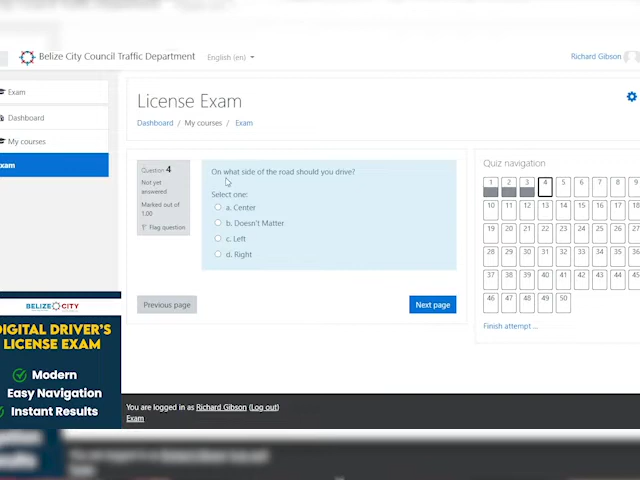 Belize City Council Traffic Department
English (en)
Richard Gibson
Exam
Dashboard
My courses
License Exam
Dashboard / My courses / Exam
Question 4
Not yet
answered
Marked out of
1.00
Flag question
On what side of the road should you drive?
Select one:
a. Center
b. Doesn't Matter
c. Left
d. Right
Previous page
Next page
Quiz navigation
1 2 3 4 5 6 7 8 9
10 11 12 13 14 15 16 17 18
19 20 21 22 23 24 25 26 27
28 29 30 31 32 33 34 35 36
37 38 39 40 41 42 43 44 45
46 47 48 49 50
Finish attempt ...
BELIZE CITY
DIGITAL DRIVER'S
LICENSE EXAM
Modern
Easy Navigation
Instant Results
You are logged in as Richard Gibson (Log out)
Exam